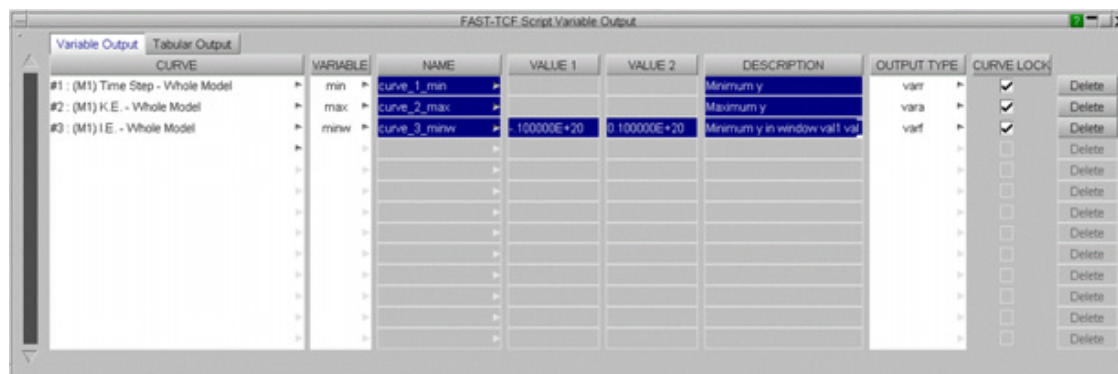 FAST-TCF Script Variable Output
?
Variable Output Tabular Output
CURVE VARIABLE NAME VALUE 1 VALUE 2 DESCRIPTION OUTPUT TYPE CURVE LOCK
#1 : (M1) Time Step - Whole Model min curve_1_min Minimum y varr Delete
#2 : (M1) K.E. - Whole Model max curve_2_max Maximum y vara Delete
#3 : (M1) I.E. - Whole Model minw curve_3_minw -.100000E+20 0.100000E+20 Minimum y in window val1 val varf Delete
Delete
Delete
Delete
Delete
Delete
Delete
Delete
Delete
Delete
Delete